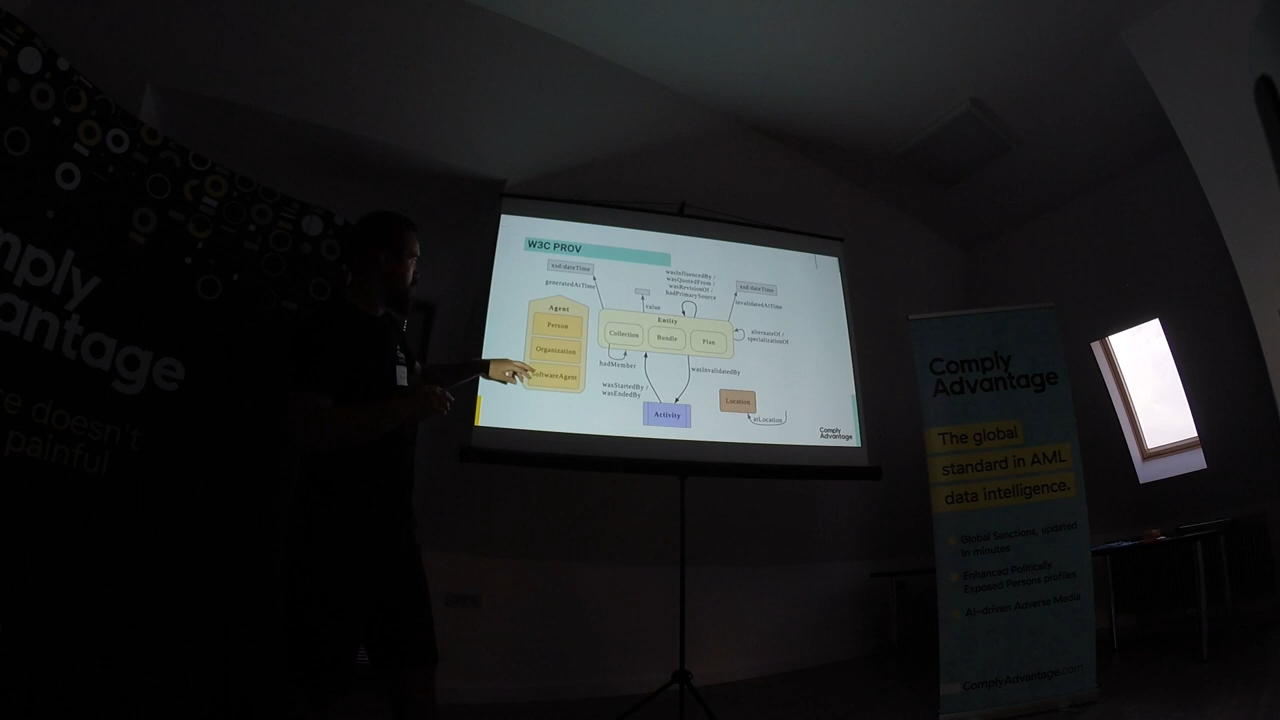 mply
antage
e doesn'
painful
W3C PROV
xsd:dateTime
generatedAtTime
Agent
Person
Organization
SoftwareAgent
value
wasInfluencedBy /
wasQuotedFrom /
wasRevisionOf /
hadPrimarySource
xsd:dateTime
invalidatedAtTime
Entity
Collection
Bundle
Plan
alternateOf /
specializationOf
hadMember
wasStartedBy /
wasEndedBy
wasInvalidatedBy
Activity
Location
atLocation
Comply
Advantage
Comply
Advantage
The global
standard in AML
data intelligence.
Global Sanctions, updated
in minutes
Enhanced Politically
Exposed Persons profiles
AI-driven Adverse Media
ComplyAdvantage.com